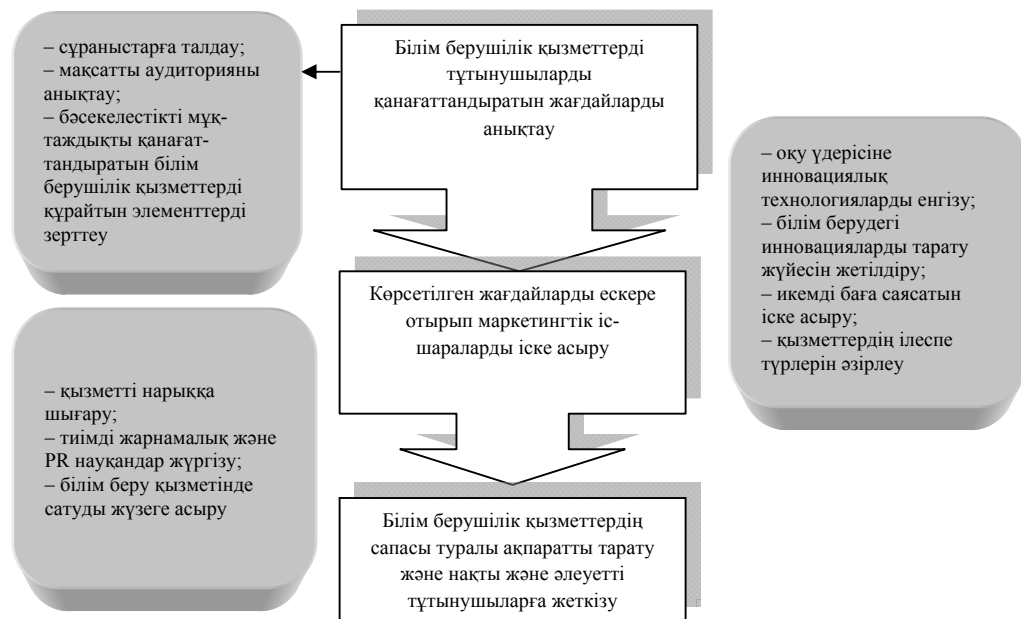 – сұраныстарға талдау;
– мақсатты аудиторияны
анықтау;
– бәсекелестікті мұқ-
таждықты қанағат-
тандыратын білім
берушілік қызметтерді
құрайтын элементтерді
зерттеу
Білім берушілік қызметтерді
тұтынушыларды
қанағаттандыратын жағдайларды
анықтау
– оқу үдерісіне
инновациялық
технологияларды енгізу;
– білім берудегі
инновацияларды тарату
жүйесін жетілдіру;
– икемді баға саясатын
іске асыру;
– қызметтердің ілеспе
түрлерін әзірлеу
Көрсетілген жағдайларды ескере
отырып маркетингтік іс-
шараларды іске асыру
– қызметті нарыққа
шығару;
– тиімді жарнамалық және
PR науқандар жүргізу;
– білім беру қызметінде
сатуды жүзеге асыру
Білім берушілік қызметтердің
сапасы туралы ақпаратты тарату
және нақты және әлеуетті
тұтынушыларға жеткізу